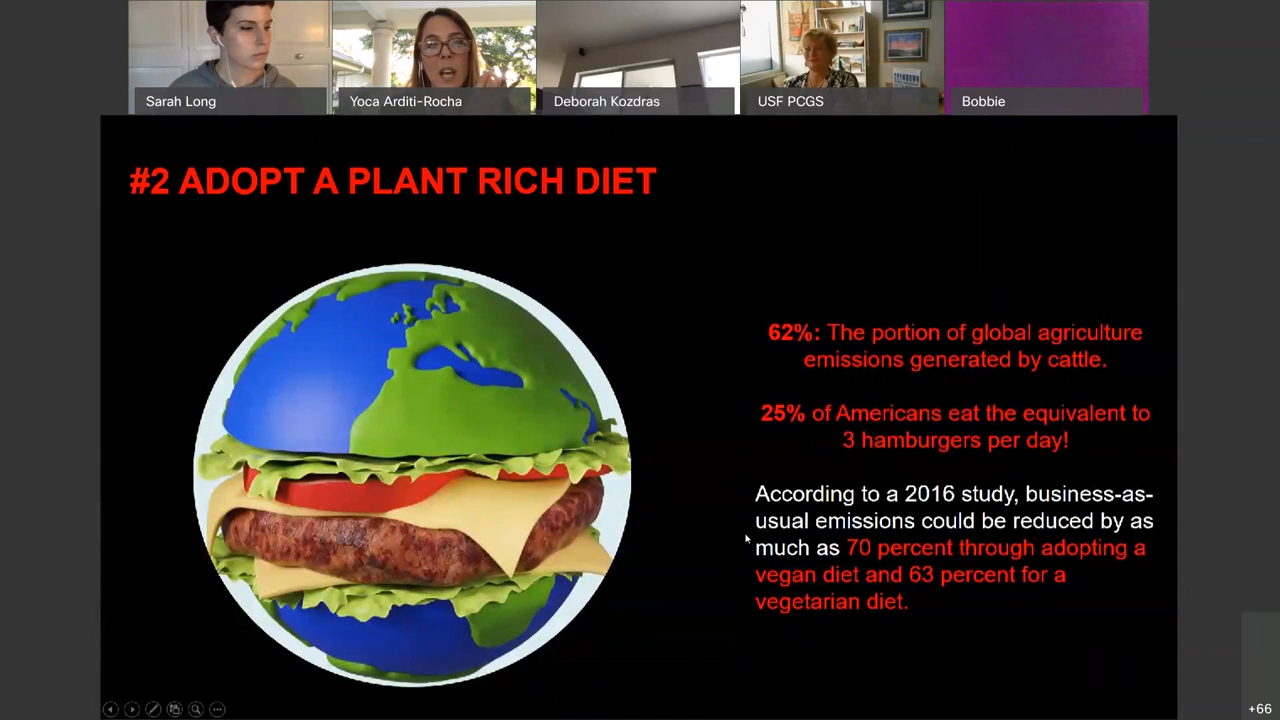 Sarah Long
Yoca Arditi-Rocha
Deborah Kozdras
USF PCGS
Bobbie
#2 ADOPT A PLANT RICH DIET
62%: The portion of global agriculture
emissions generated by cattle.
25% of Americans eat the equivalent to
3 hamburgers per day!
According to a 2016 study, business-as-
usual emissions could be reduced by as
much as 70 percent through adopting a
vegan diet and 63 percent for a
vegetarian diet.
+66